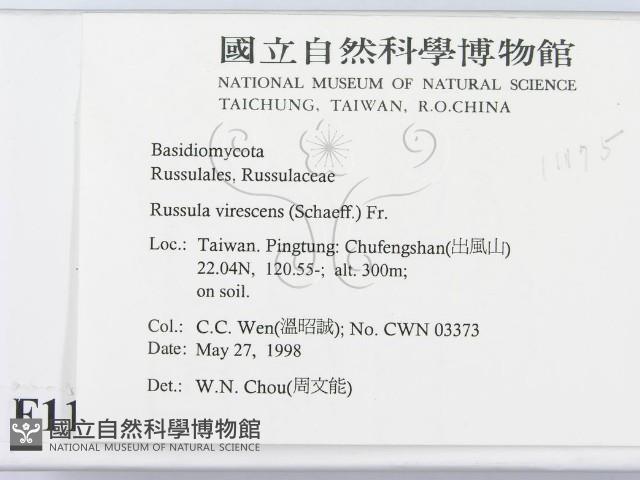 國立自然科學博物館
NATIONAL MUSEUM OF NATURAL SCIENCE
TAICHUNG, TAIWAN, R.O.CHINA
Basidiomycota
Russulales, Russulaceae
Russula virescens (Schaeff.) Fr.
Loc.: Taiwan. Pingtung: Chufengshan(出風山)
22.04N, 120.55-; alt. 300m;
on soil.
Col.: C.C. Wen(溫昭誠); No. CWN 03373
Date: May 27, 1998
Det.: W.N. Chou(周文能)
F11
國立自然科學博物館
NATIONAL MUSEUM OF NATURAL SCIENCE